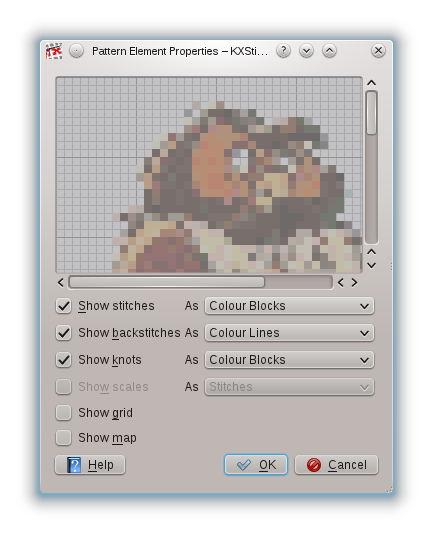 Pattern Element Properties – KXSti...
Show stitches As Colour Blocks
Show backstitches As Colour Lines
Show knots As Colour Blocks
Show scales As Stitches
Show grid
Show map
Help OK Cancel